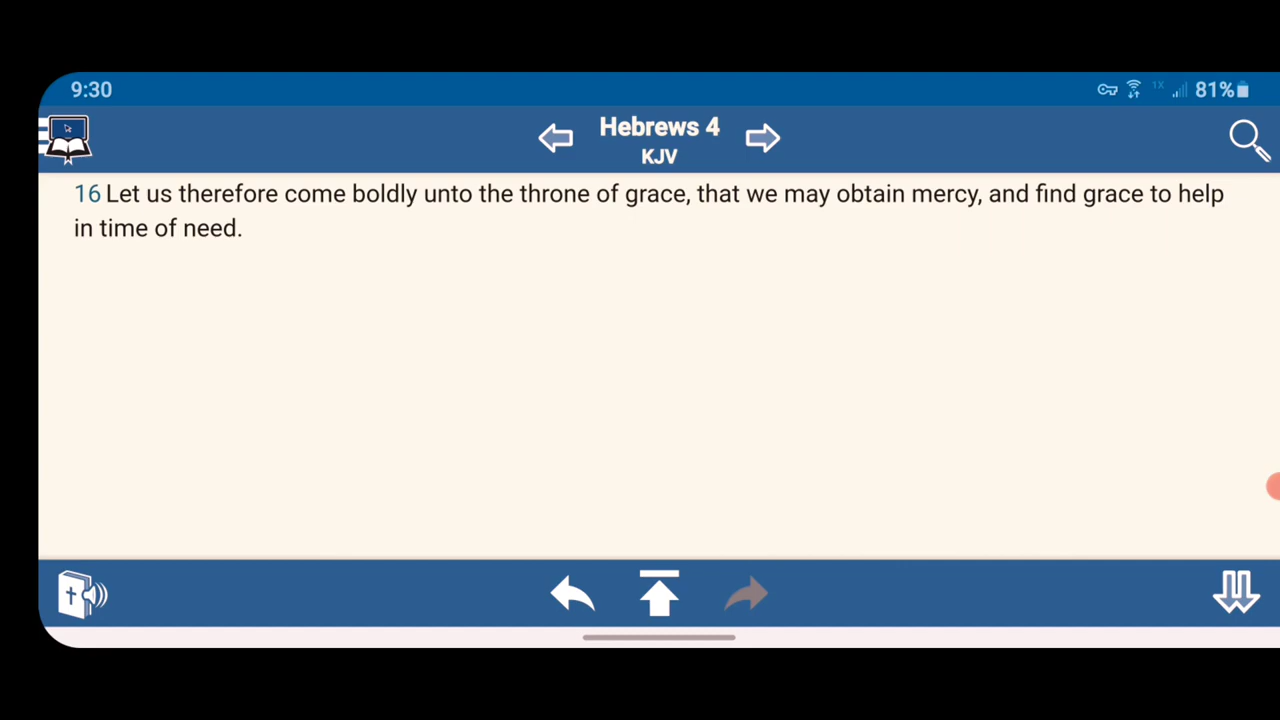 9:30
1X 81%
Hebrews 4
KJV
16 Let us therefore come boldly unto the throne of grace, that we may obtain mercy, and find grace to help
in time of need.